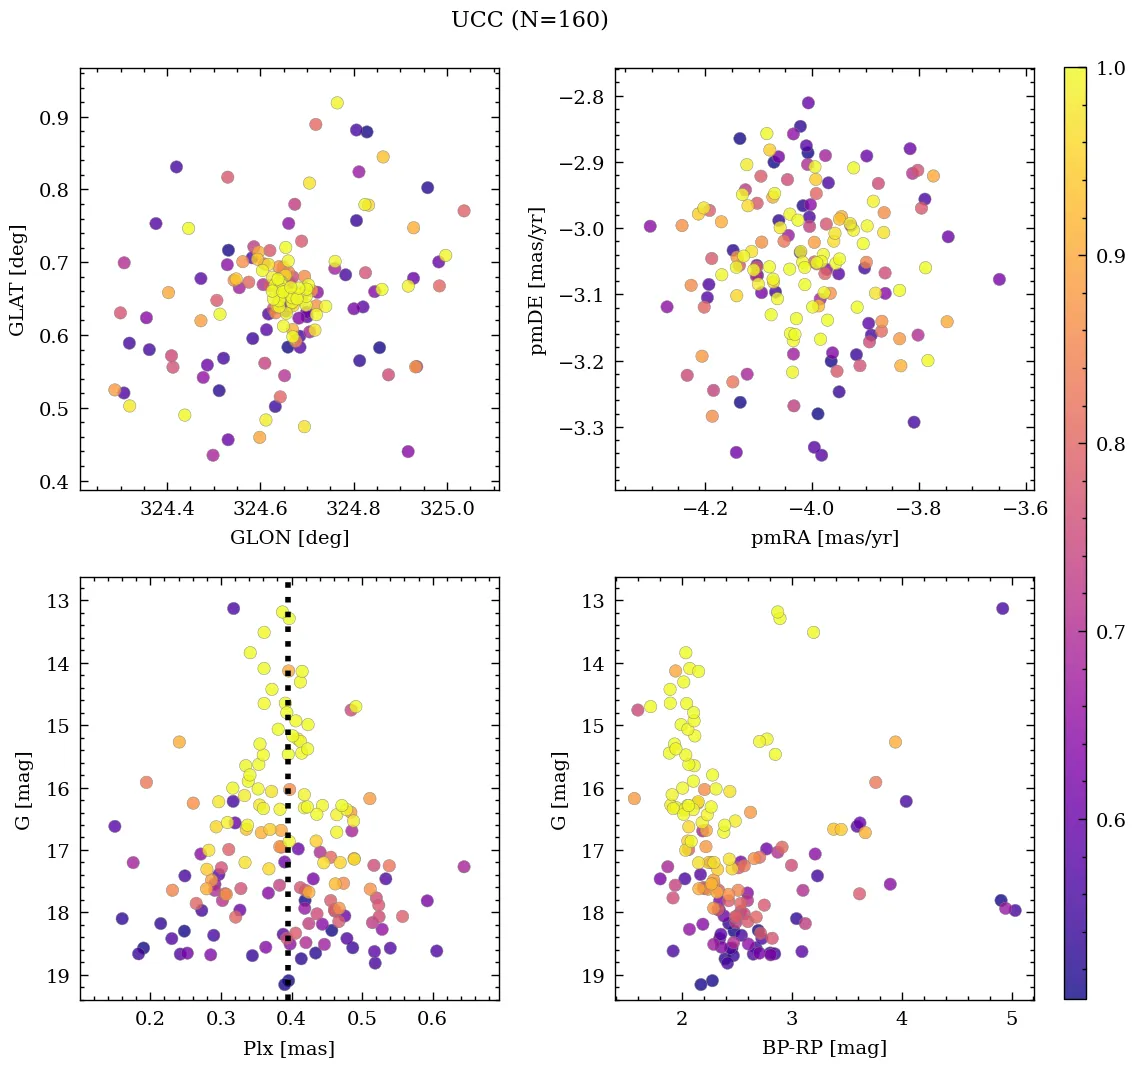 UCC (N=160)
0.9
0.8
0.7
0.6
0.5
0.4
GLAT [deg]
324.4 324.6 324.8 325.0
GLON [deg]
−2.8
−2.9
−3.0
−3.1
−3.2
−3.3
pmDE [mas/yr]
−4.2 −4.0 −3.8 −3.6
pmRA [mas/yr]
13
14
15
16
17
18
19
G [mag]
0.2 0.3 0.4 0.5 0.6
Plx [mas]
13
14
15
16
17
18
19
G [mag]
2 3 4 5
BP-RP [mag]
1.0
0.9
0.8
0.7
0.6